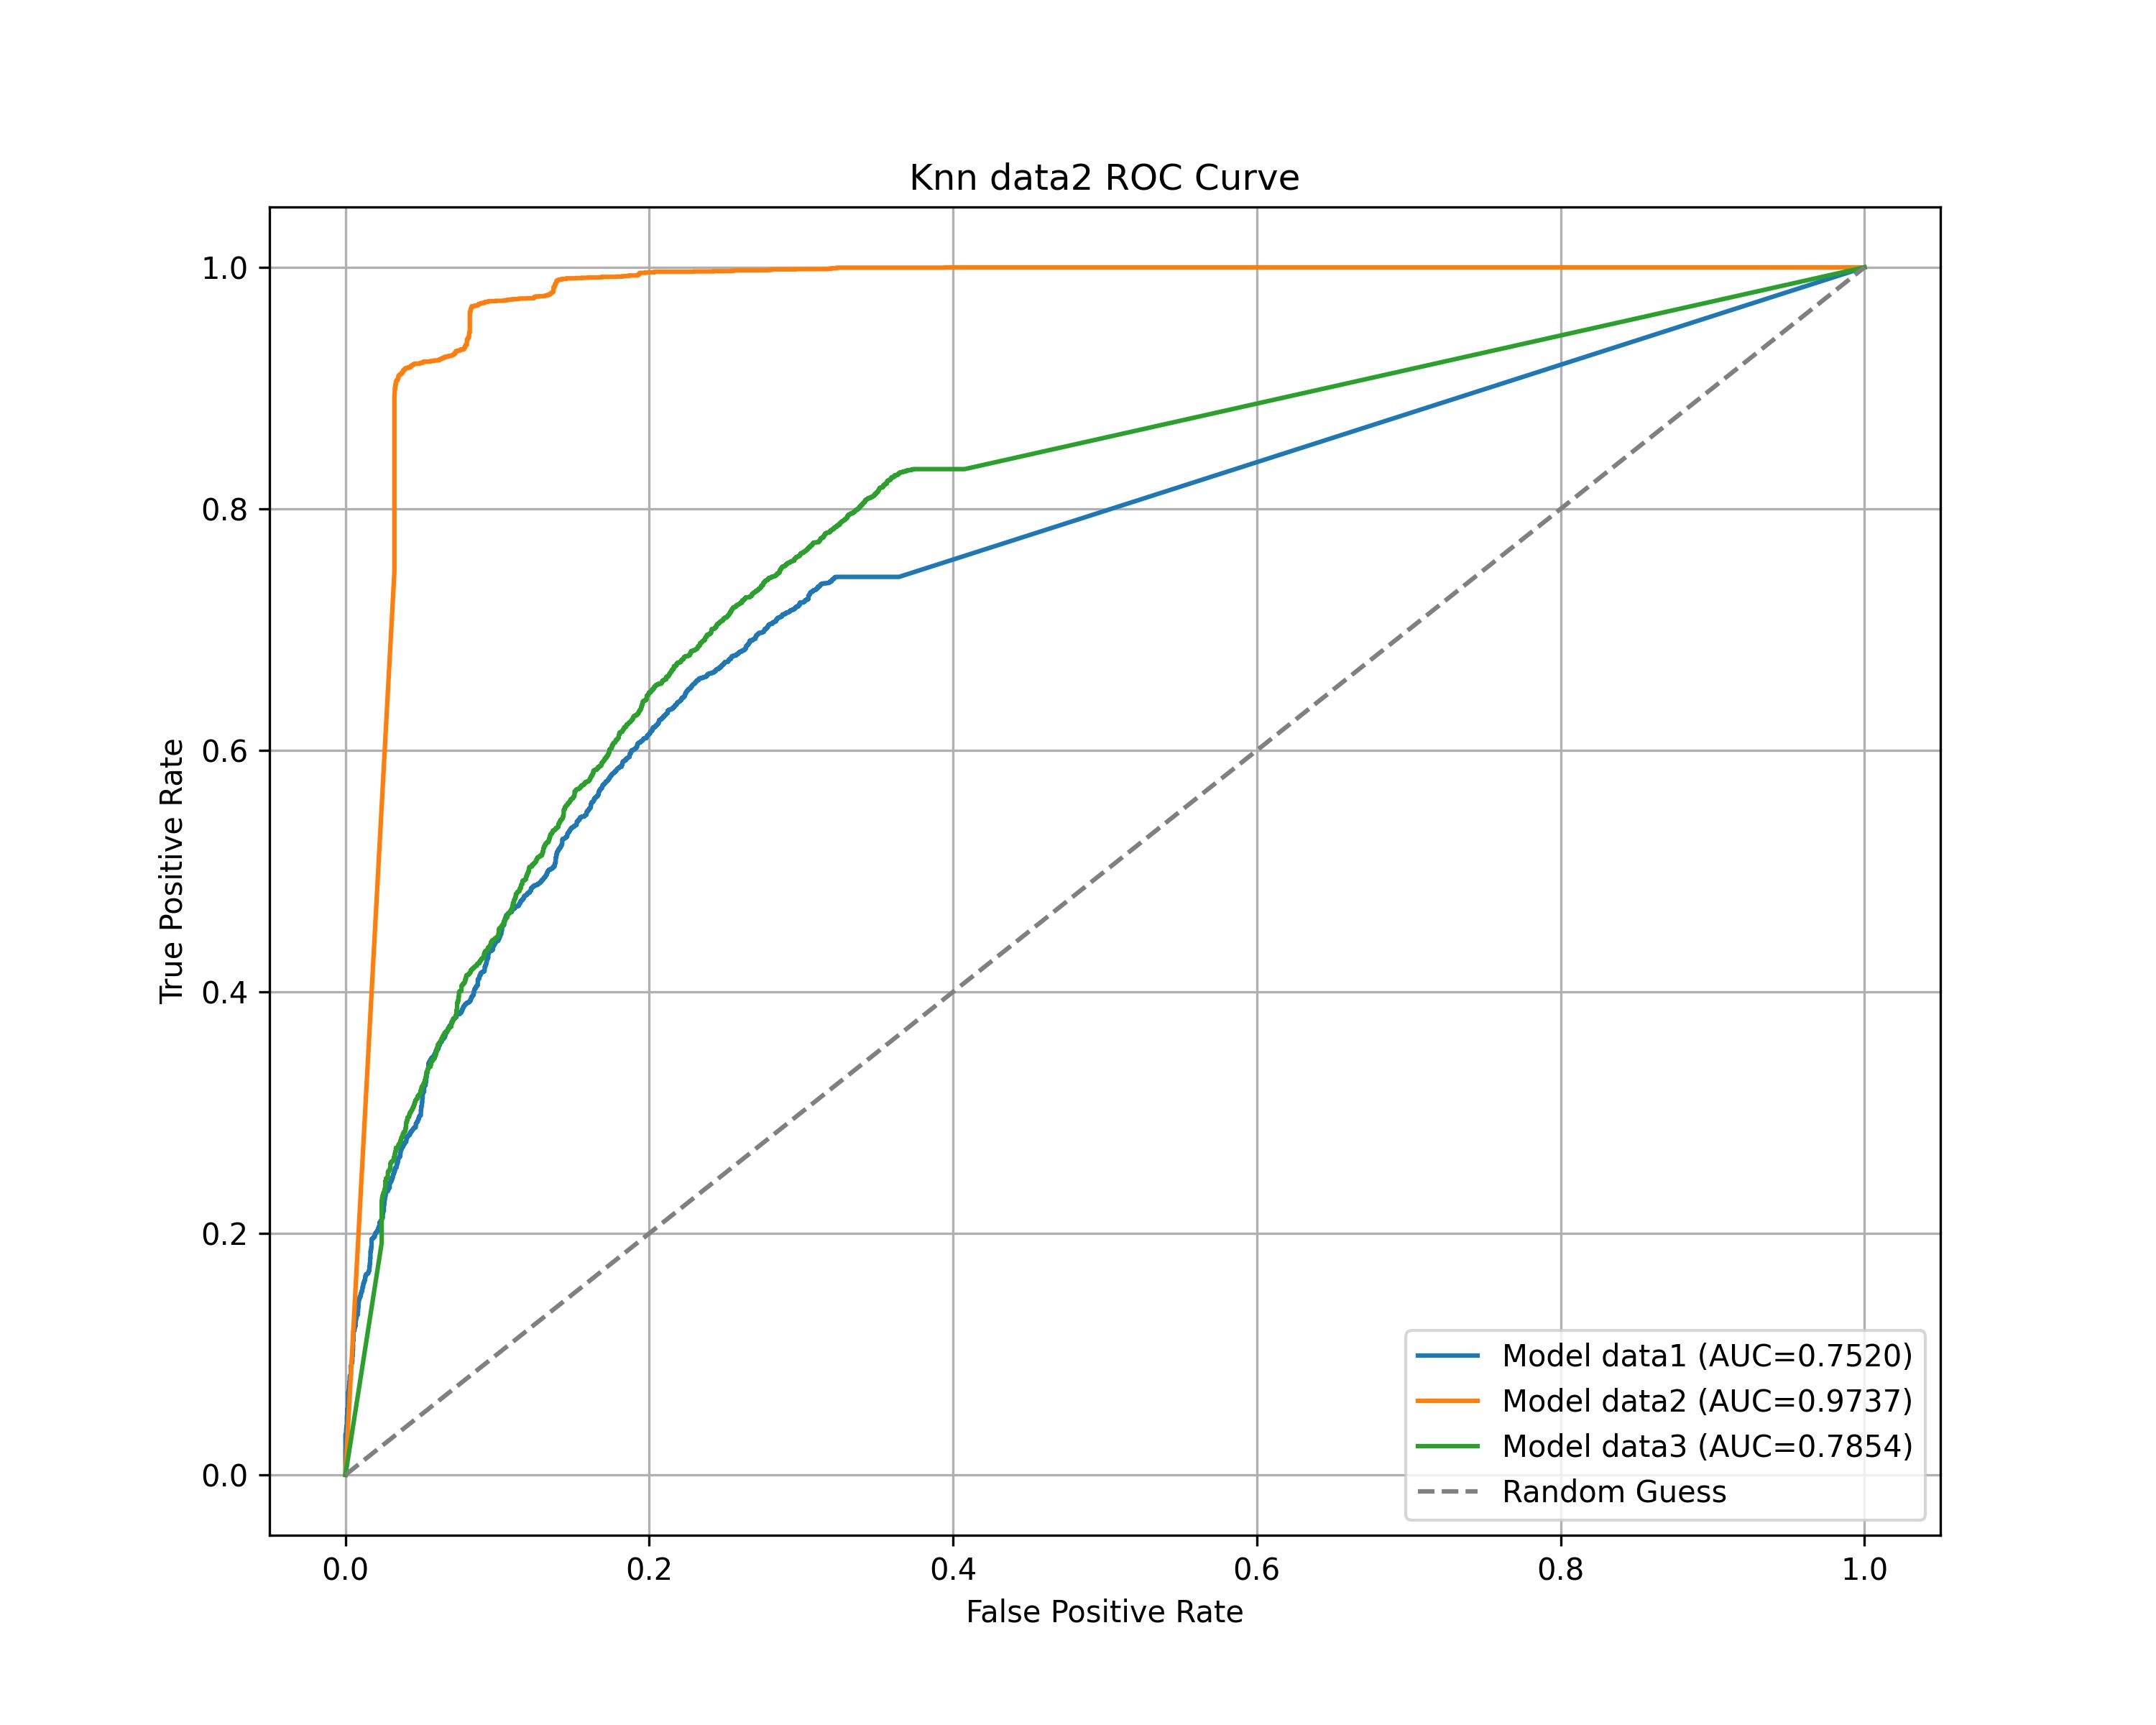 Knn data2 ROC Curve
True Positive Rate
1.0
0.8
0.6
0.4
0.2
0.0
0.0 0.2 0.4 0.6 0.8 1.0
False Positive Rate
Model data1 (AUC=0.7520)
Model data2 (AUC=0.9737)
Model data3 (AUC=0.7854)
Random Guess